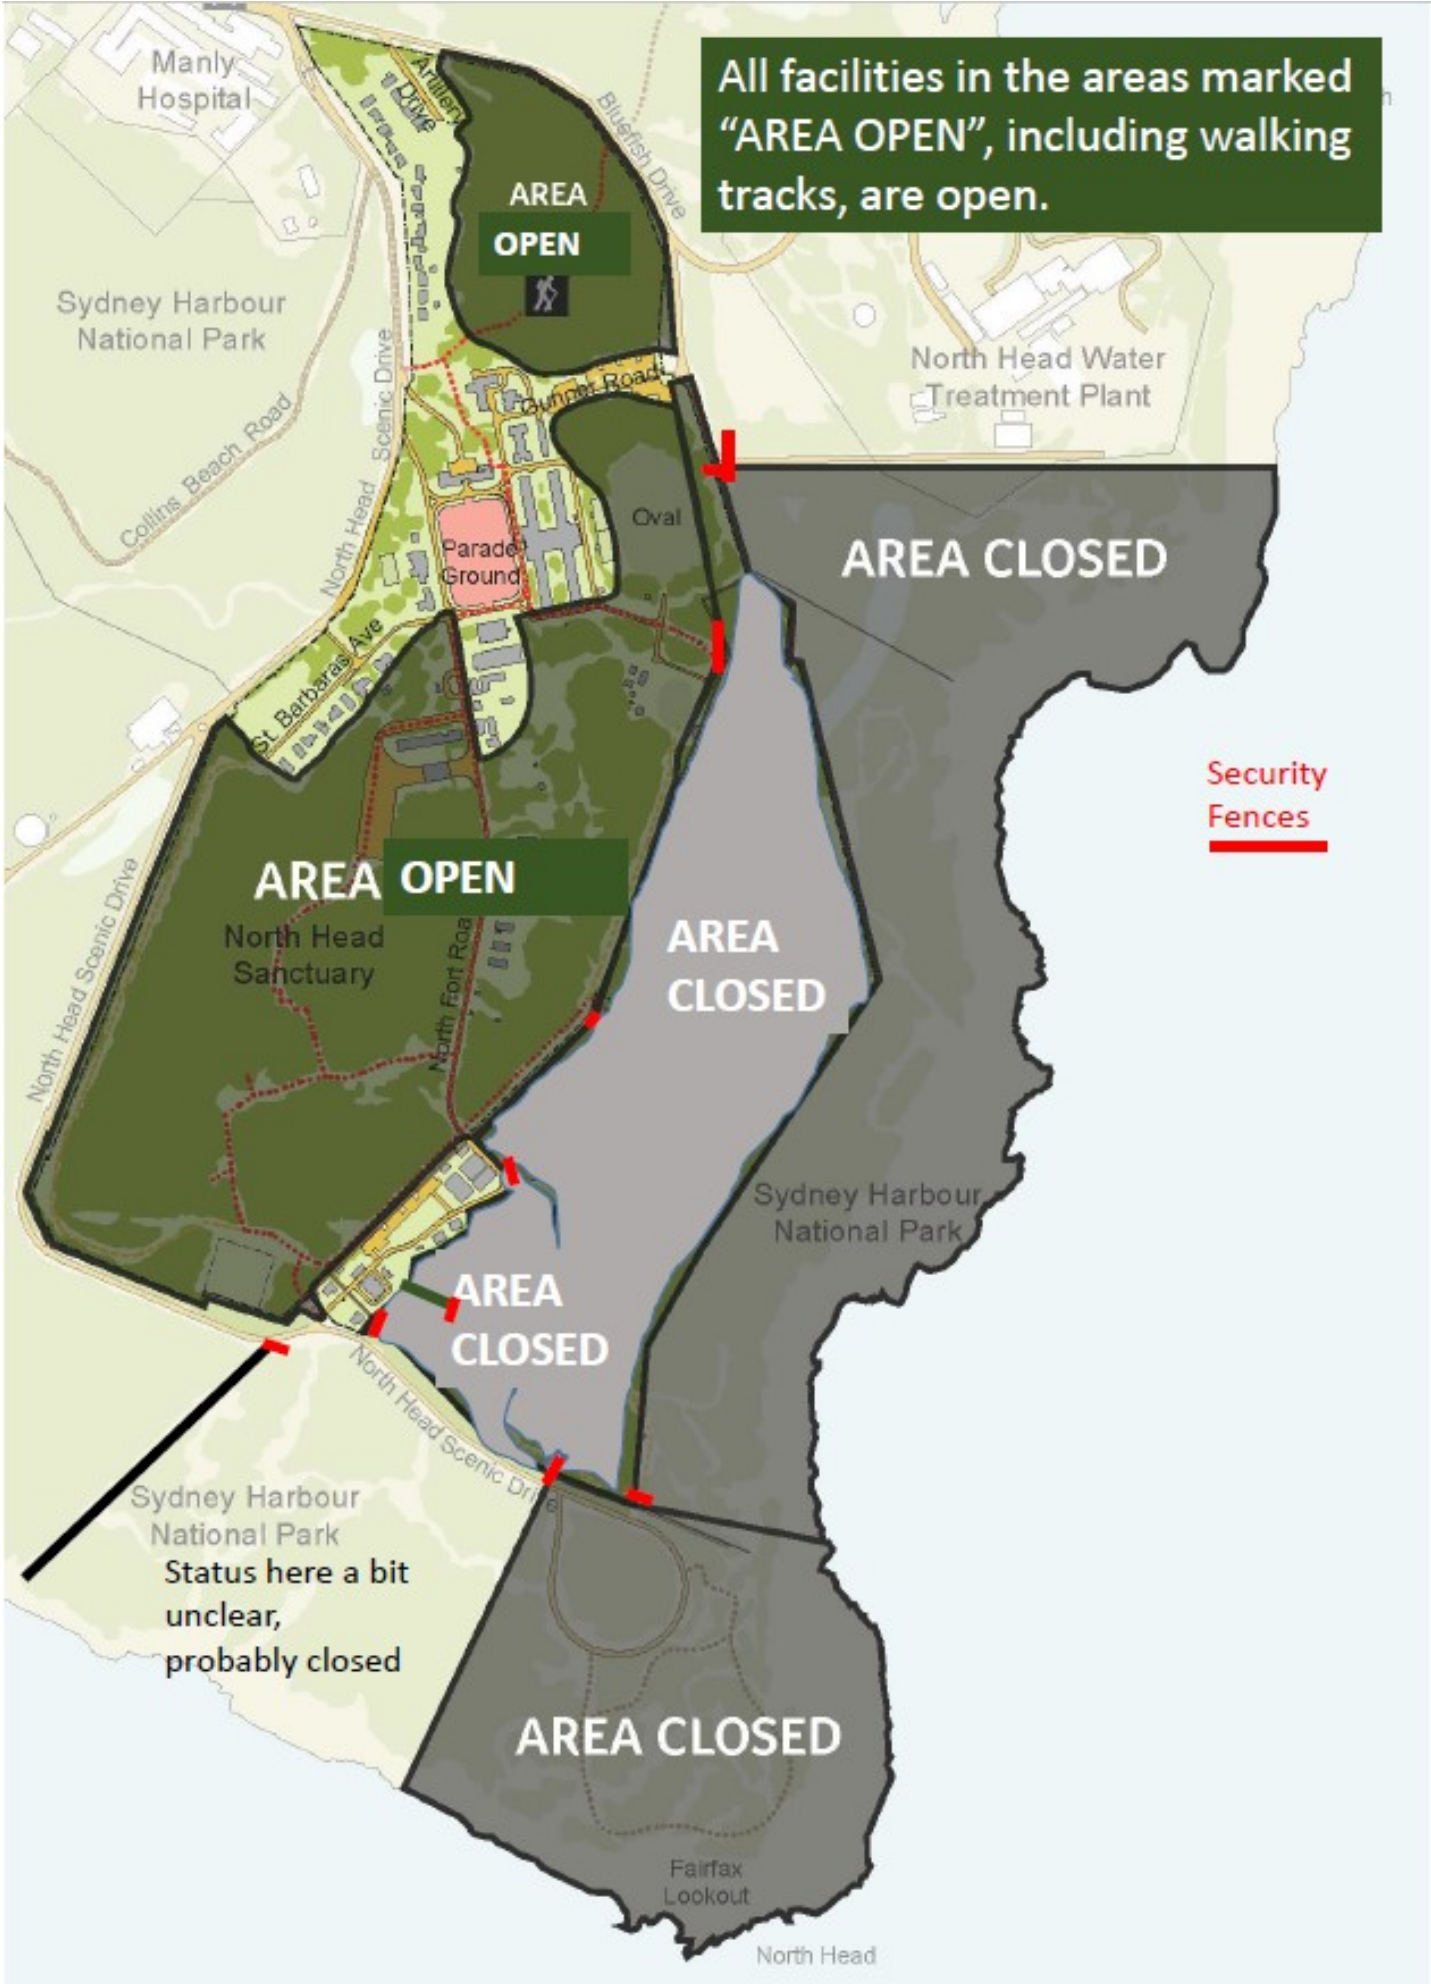 Manly
Hospital
Artillery
Drive
Bluefish Drive
All facilities in the areas marked
“AREA OPEN”, including walking
tracks, are open.
h
AREA
OPEN
Sydney Harbour
National Park
North Head Scenic Drive
Collins Beach Road
Gunner Road
North Head Water
Treatment Plant
Oval
Parade
Ground
AREA CLOSED
St. Barbaras Ave
Security
Fences
AREA OPEN
North Head
Sanctuary
North Fort Roa
North Head Scenic Drive
AREA
CLOSED
Sydney Harbour
National Park
AREA
CLOSED
North Head Scenic Drive
Sydney Harbour
National Park
Status here a bit
unclear,
probably closed
AREA CLOSED
Fairfax
Lookout
North Head